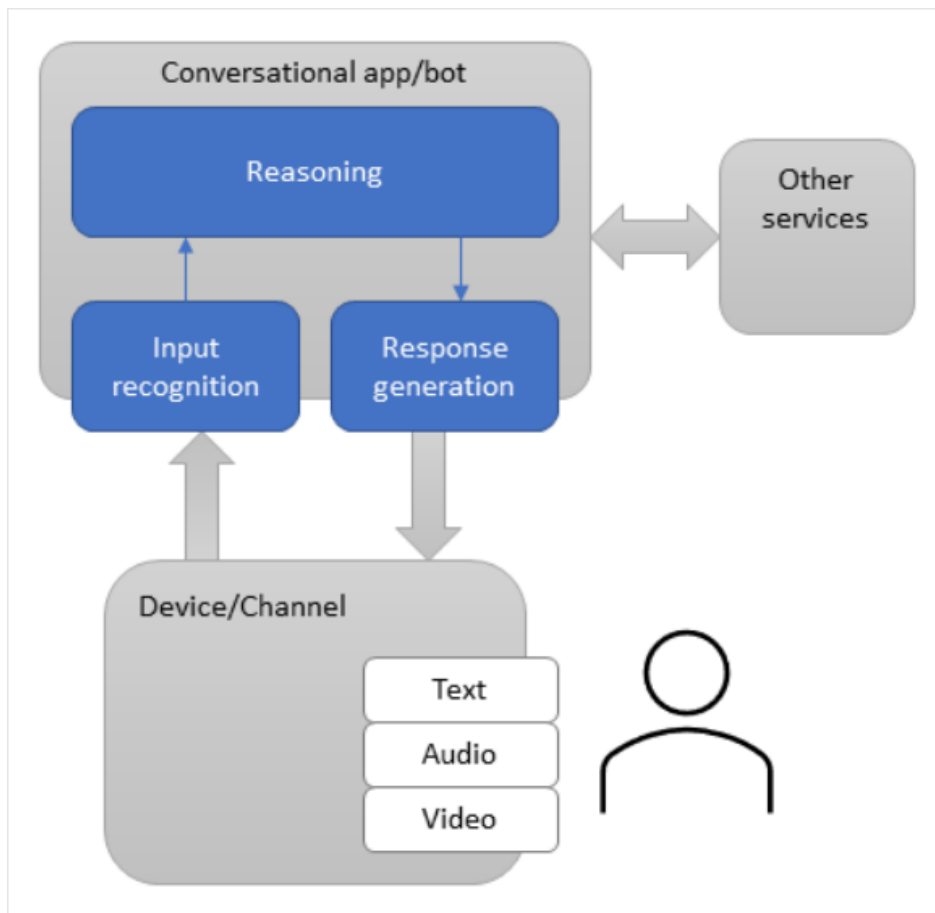 Conversational app/bot
Reasoning
Other
services
Input
recognition
Response
generation
Device/Channel
Text
Audio
Video